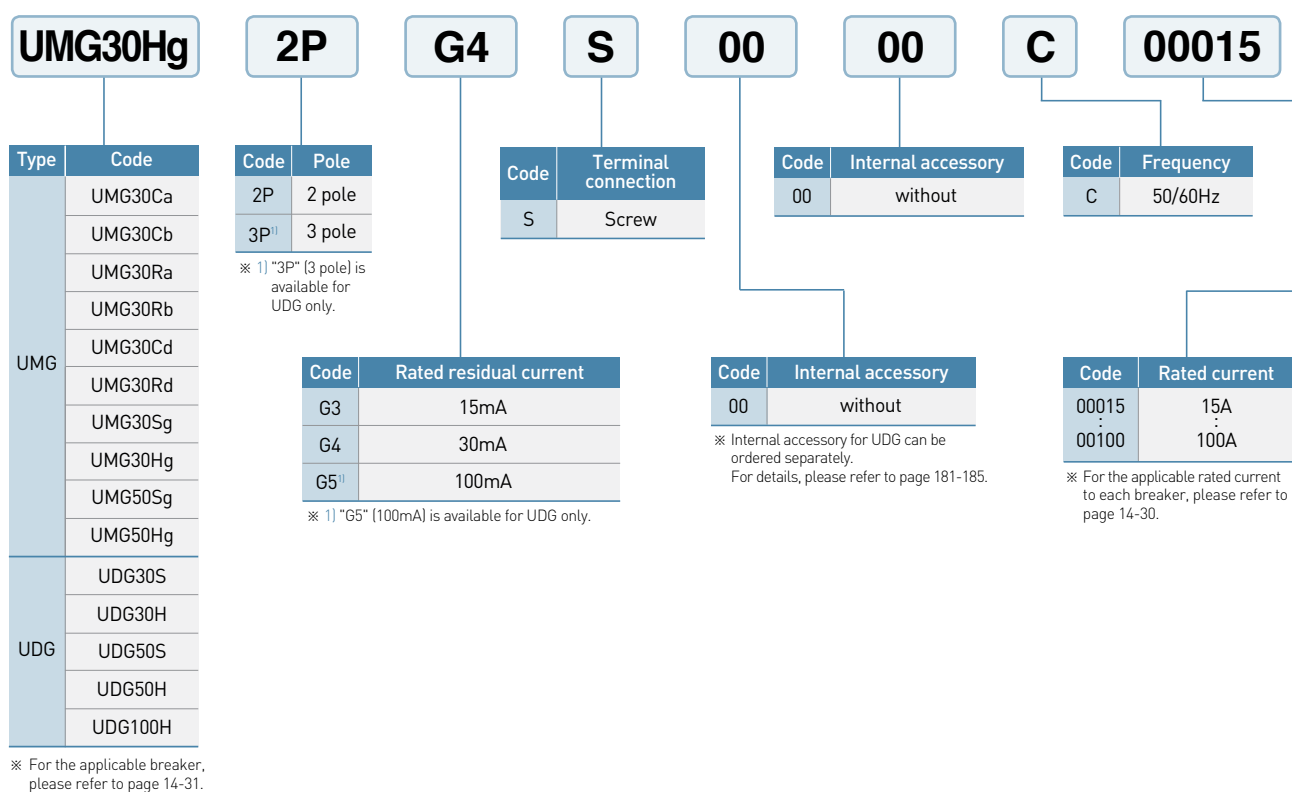 UMG30Hg 2P G4 S 00 00 C 00015
Type Code
UMG
UMG30Ca
UMG30Cb
UMG30Ra
UMG30Rb
UMG30Cd
UMG30Rd
UMG30Sg
UMG30Hg
UMG50Sg
UMG50Hg
UDG
UDG30S
UDG30H
UDG50S
UDG50H
UDG100H
※ For the applicable breaker,
please refer to page 14-31.
Code Pole
2P 2 pole
3P1) 3 pole
※ 1) "3P" (3 pole) is
available for
UDG only.
Code Rated residual current
G3 15mA
G4 30mA
G51) 100mA
※ 1) "G5" (100mA) is available for UDG only.
Code Terminal
connection
S Screw
Code Internal accessory
00 without
※ Internal accessory for UDG can be
ordered separately.
For details, please refer to page 181-185.
Code Internal accessory
00 without
Code Frequency
C 50/60Hz
Code Rated current
00015 15A
: :
00100 100A
※ For the applicable rated current
to each breaker, please refer to
page 14-30.